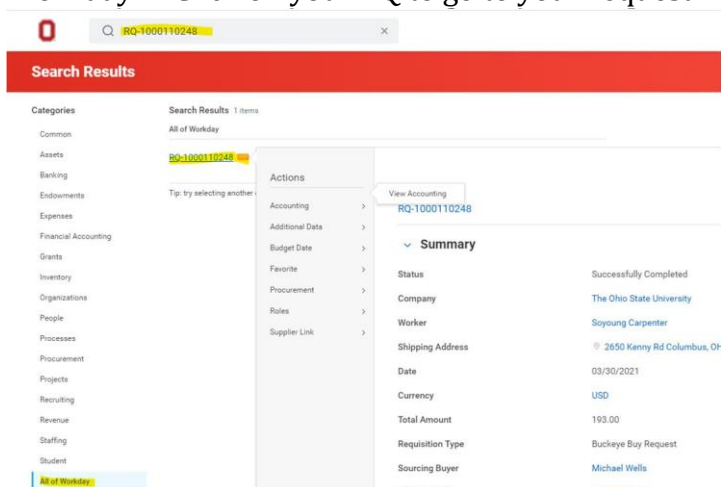 RQ-1000110248 ×
Search Results
Categories
Common
Assets
Banking
Endowments
Expenses
Financial Accounting
Grants
Inventory
Organizations
People
Processes
Procurement
Projects
Recruiting
Revenue
Staffing
Student
All of Workday
Search Results 1 items
All of Workday
RQ-1000110248
Tip: try selecting another
Actions
Accounting >
Additional Data >
Budget Date >
Favorite >
Procurement >
Roles >
Supplier Link >
View Accounting
RQ-1000110248
Summary
Status Successfully Completed
Company The Ohio State University
Worker Soyoung Carpenter
Shipping Address 2650 Kenny Rd Columbus, OH
Date 03/30/2021
Currency USD
Total Amount 193.00
Requisition Type Buckeye Buy Request
Sourcing Buyer Michael Wells